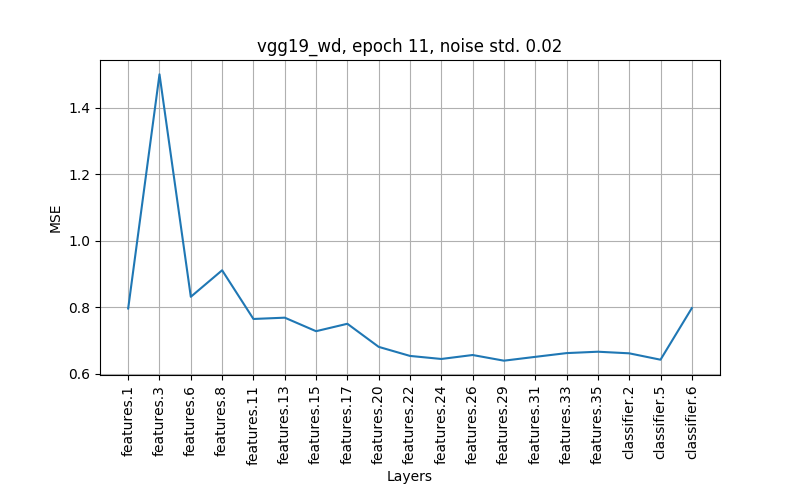 vgg19_wd, epoch 11, noise std. 0.02
MSE
1.4
1.2
1.0
0.8
0.6
features.1
features.3
features.6
features.8
features.11
features.13
features.15
features.17
features.20
features.22
features.24
features.26
features.29
features.31
features.33
features.35
classifier.2
classifier.5
classifier.6
Layers